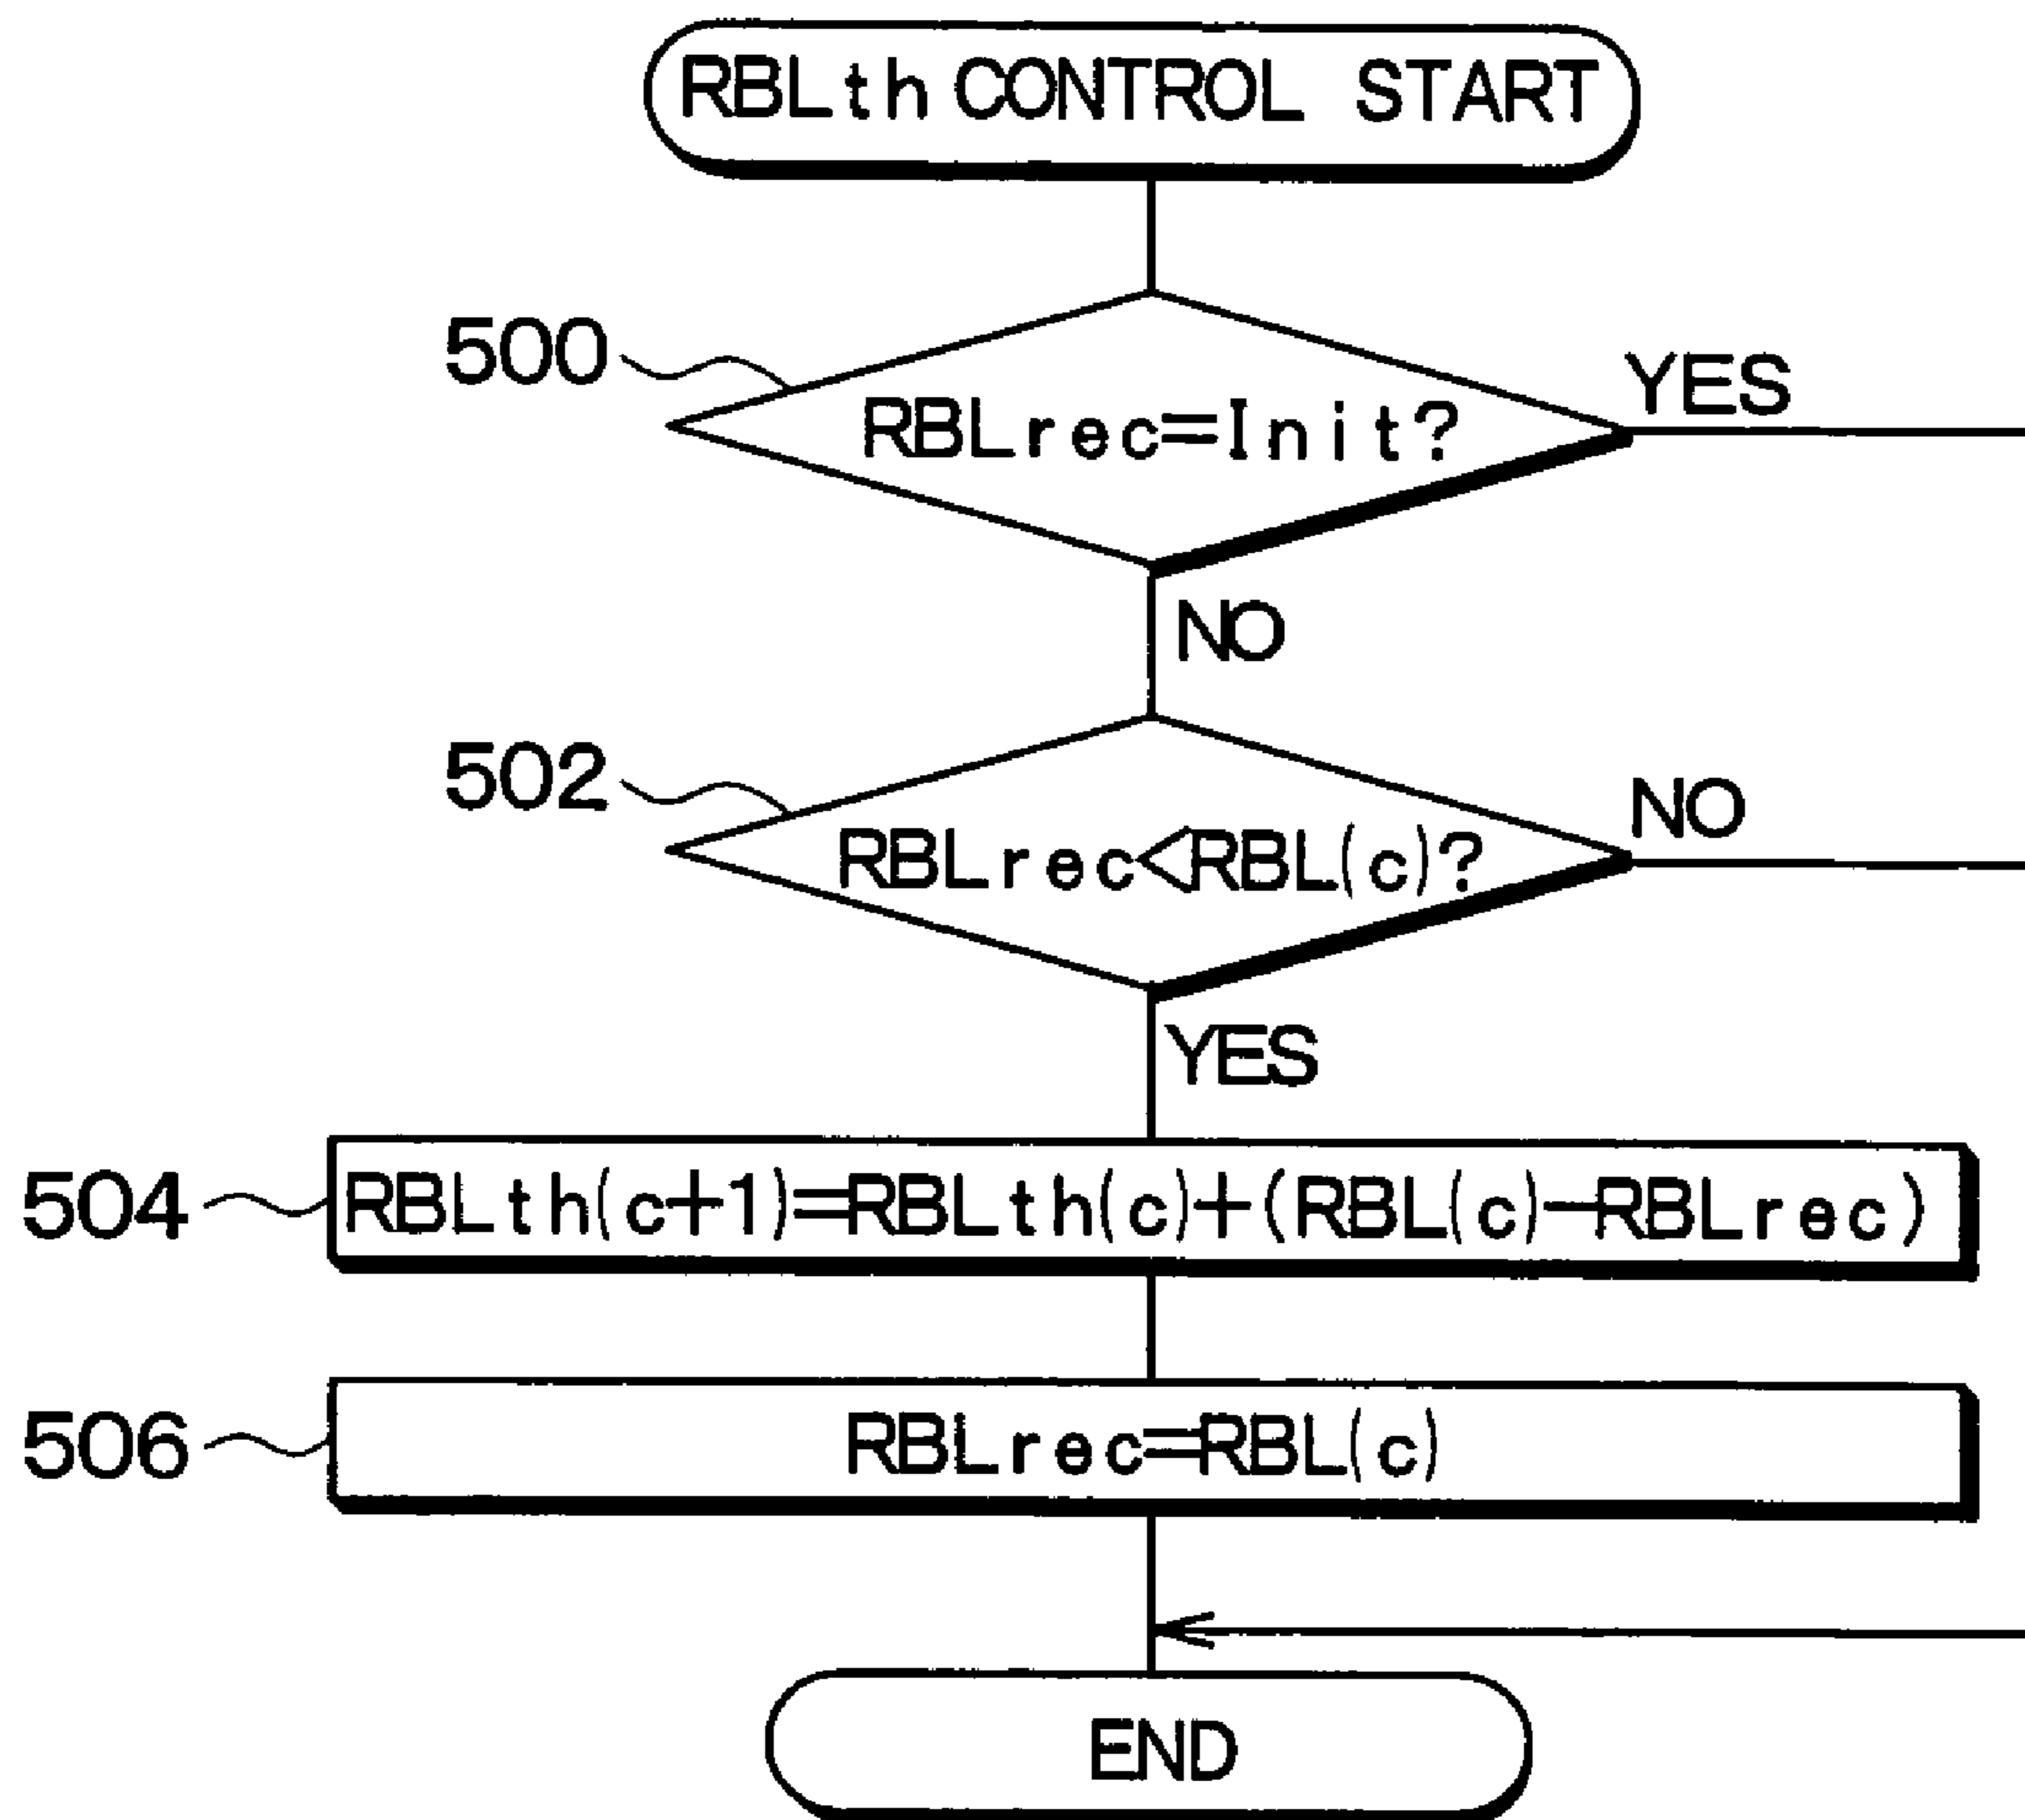 RBLth CONTROL START
500
RBLrec=Init?
YES
NO
502
RBLrec<RBL(c)?
NO
YES
504
RBLth(c+1)=RBLth(c)+(RBL(c)-RBLrec)
506
RBLrec=RBL(c)
END